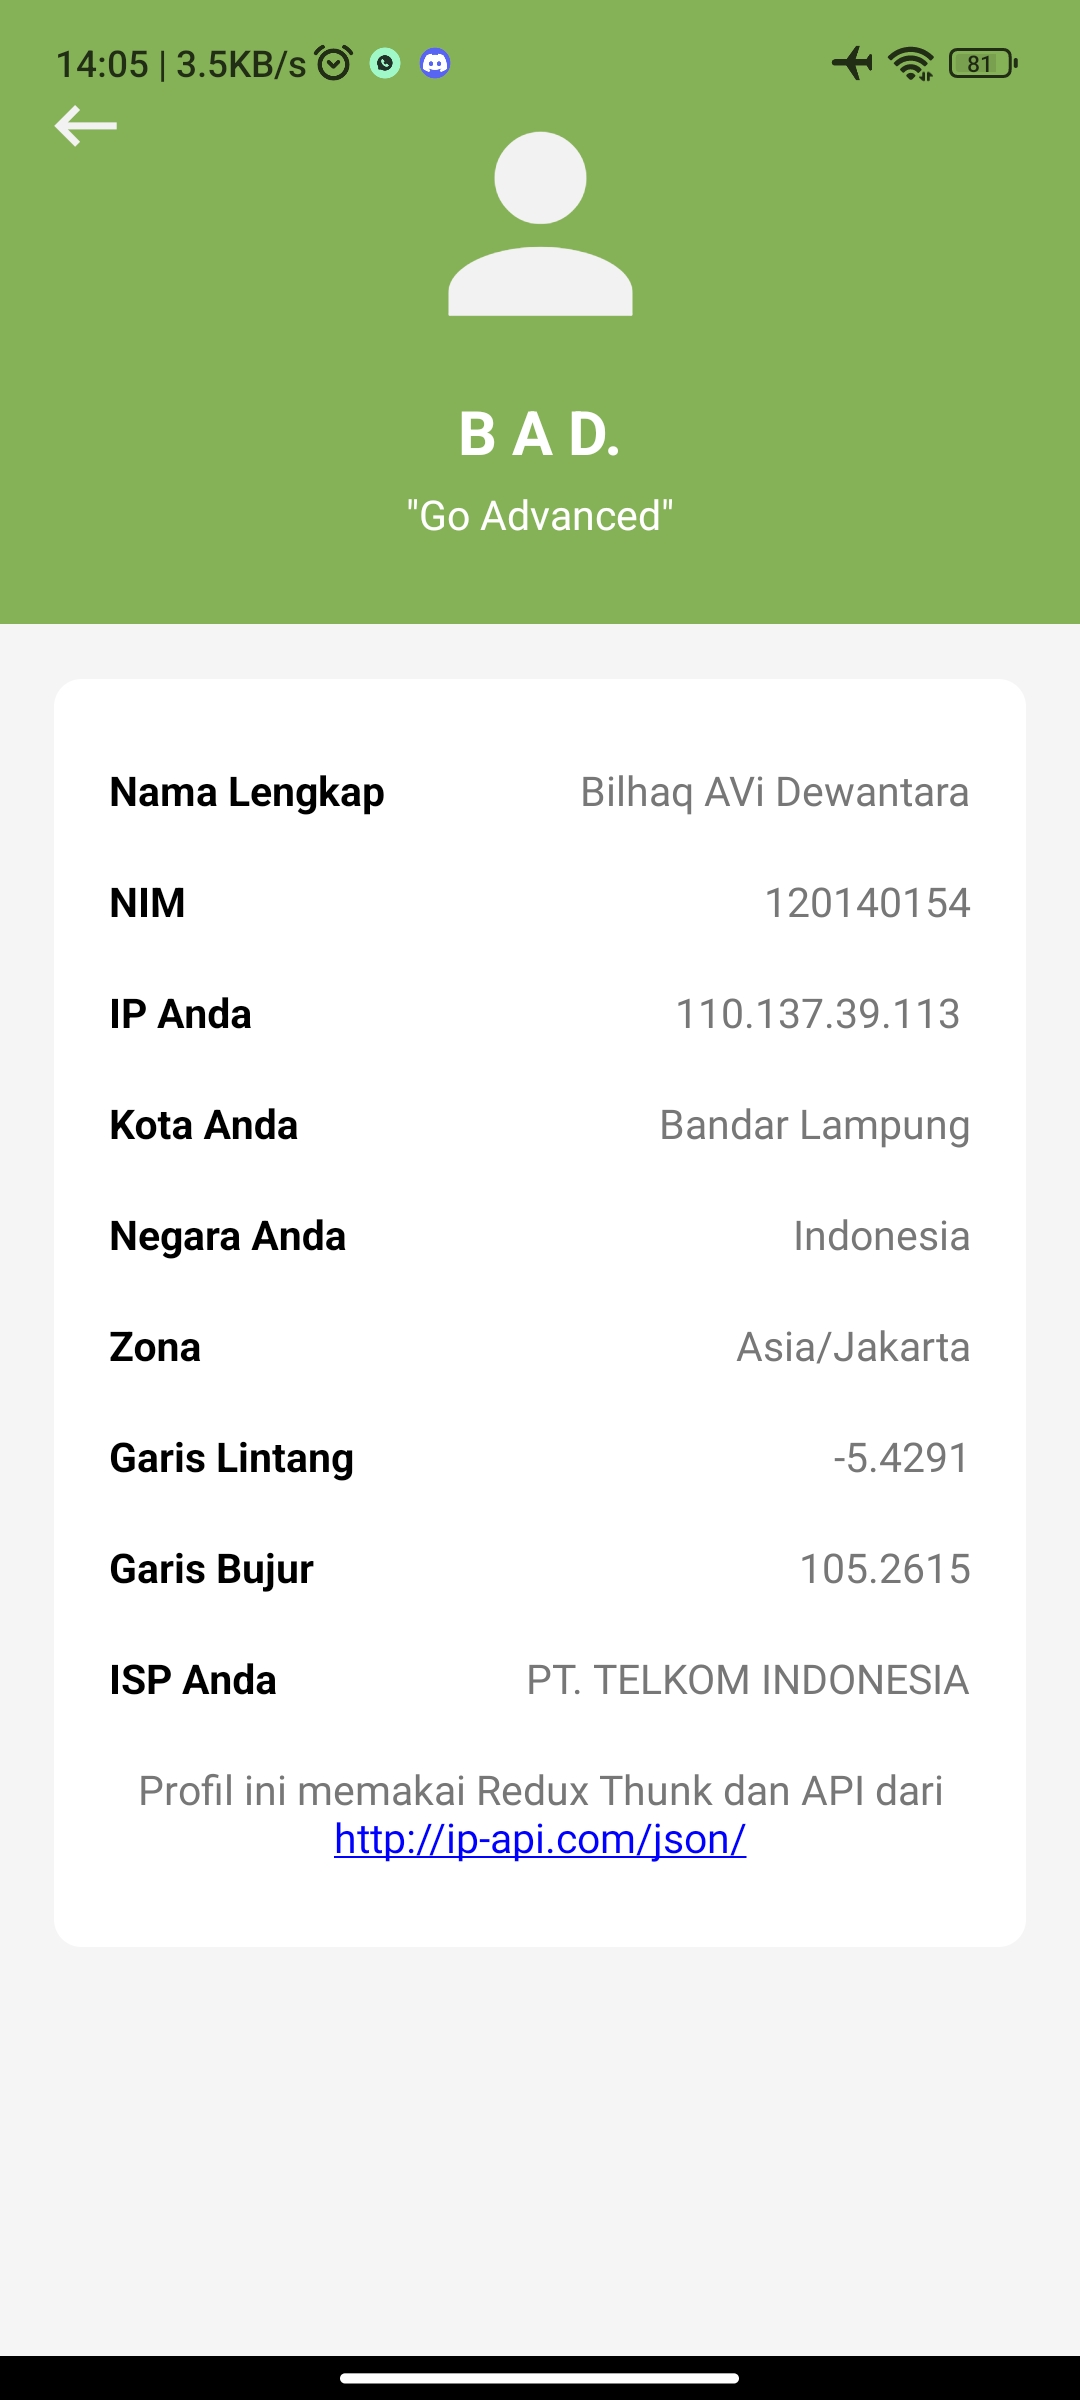 14:05 | 3.5KB/s
81
B A D.
"Go Advanced"
Nama Lengkap Bilhaq AVi Dewantara
NIM 120140154
IP Anda 110.137.39.113
Kota Anda Bandar Lampung
Negara Anda Indonesia
Zona Asia/Jakarta
Garis Lintang -5.4291
Garis Bujur 105.2615
ISP Anda PT. TELKOM INDONESIA
Profil ini memakai Redux Thunk dan API dari
http://ip-api.com/json/